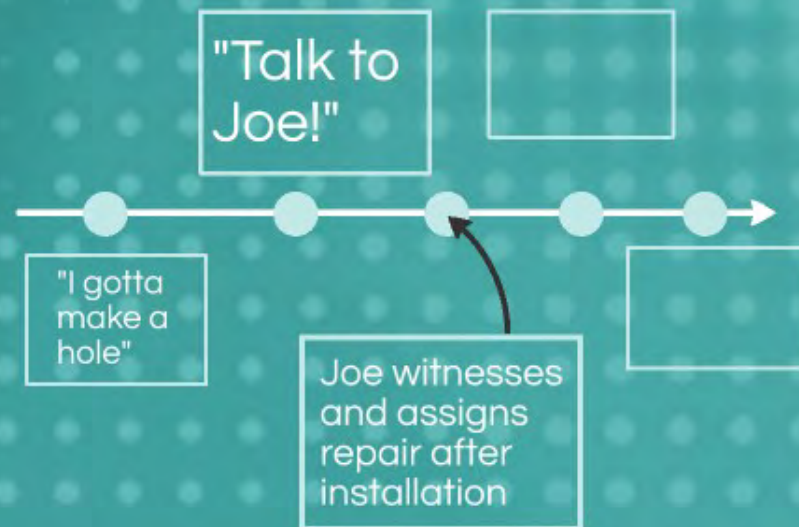 "Talk to
Joe!"
"I gotta
make a
hole"
Joe witnesses
and assigns
repair after
installation